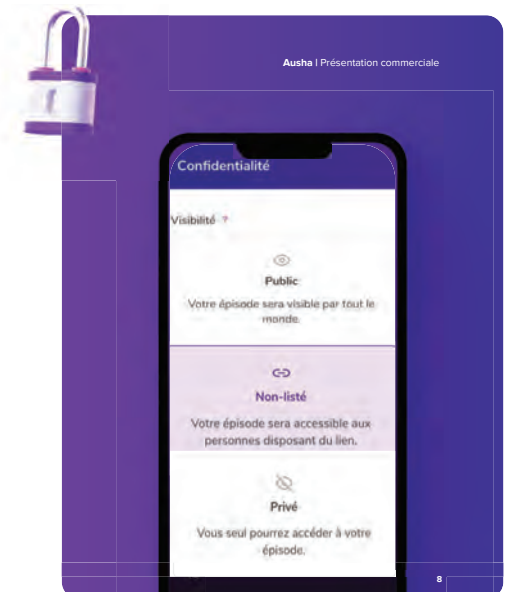 Ausha | Présentation commerciale
Confidentialité
Visibilité ?
Public
Votre épisode sera visible par tout le
monde.
Non-listé
Votre épisode sera accessible aux
personnes disposant du lien.
Privé
Vous seul pourrez accéder à votre
épisode.
8